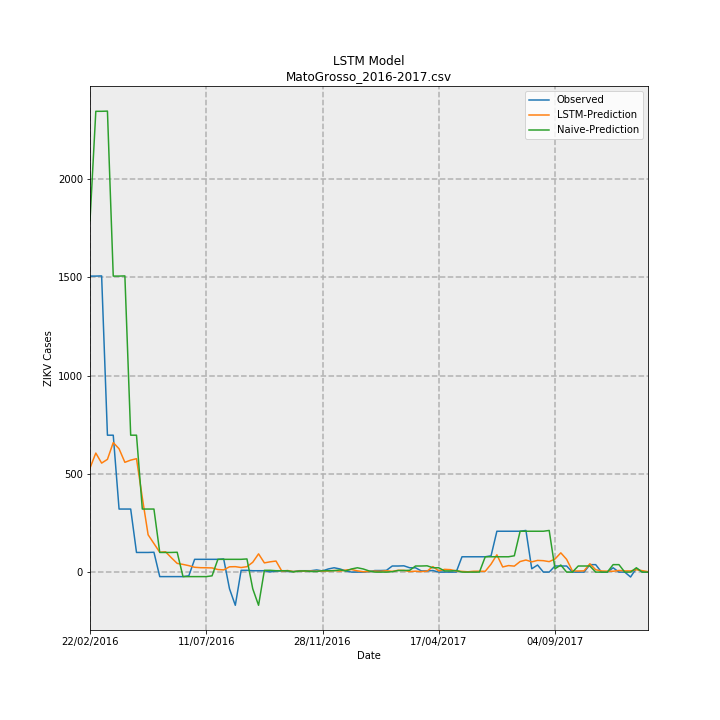 LSTM Model
MatoGrosso_2016-2017.csv
Observed
LSTM-Prediction
Naive-Prediction
2000
1500
1000
500
0
ZIKV Cases
22/02/2016
11/07/2016
28/11/2016
17/04/2017
04/09/2017
Date